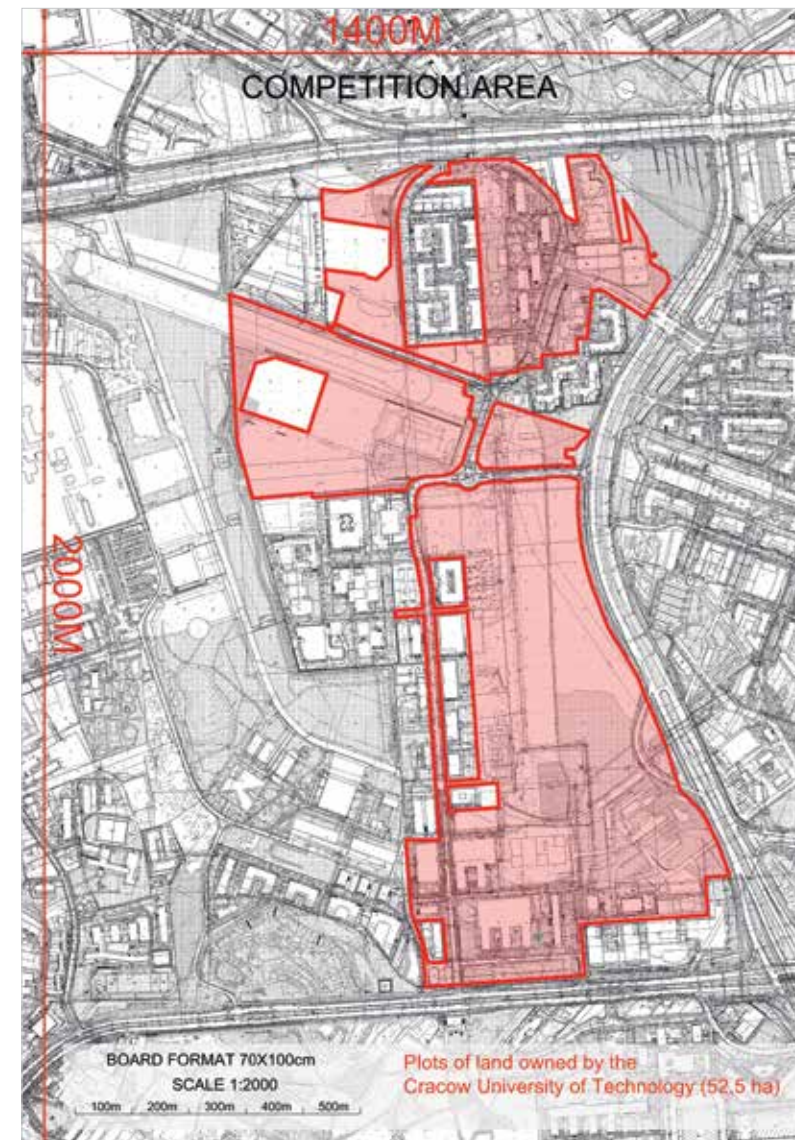 1400M
COMPETITION AREA
2000M
BOARD FORMAT 70X100cm
SCALE 1:2000
100m 200m 300m 400m 500m
Plots of land owned by the
Cracow University of Technology (52,5 ha)